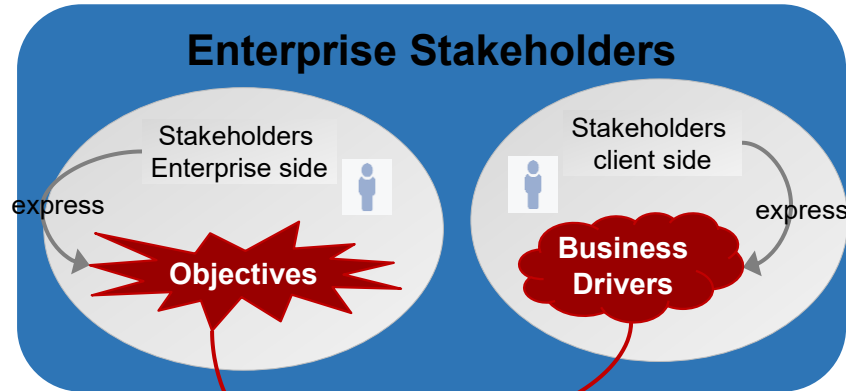 Enterprise Stakeholders
Stakeholders
Enterprise side
express
Objectives
Stakeholders
client side
express
Business
Drivers